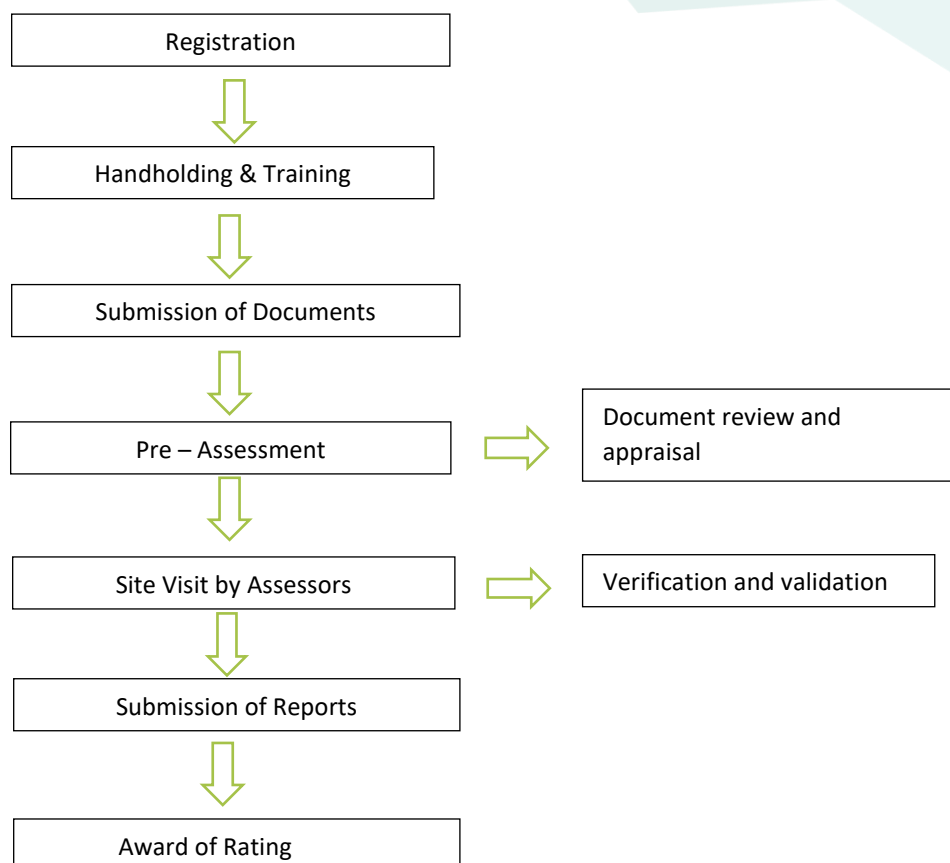 Registration
Handholding & Training
Submission of Documents
Pre – Assessment
Document review and
appraisal
Site Visit by Assessors
Verification and validation
Submission of Reports
Award of Rating